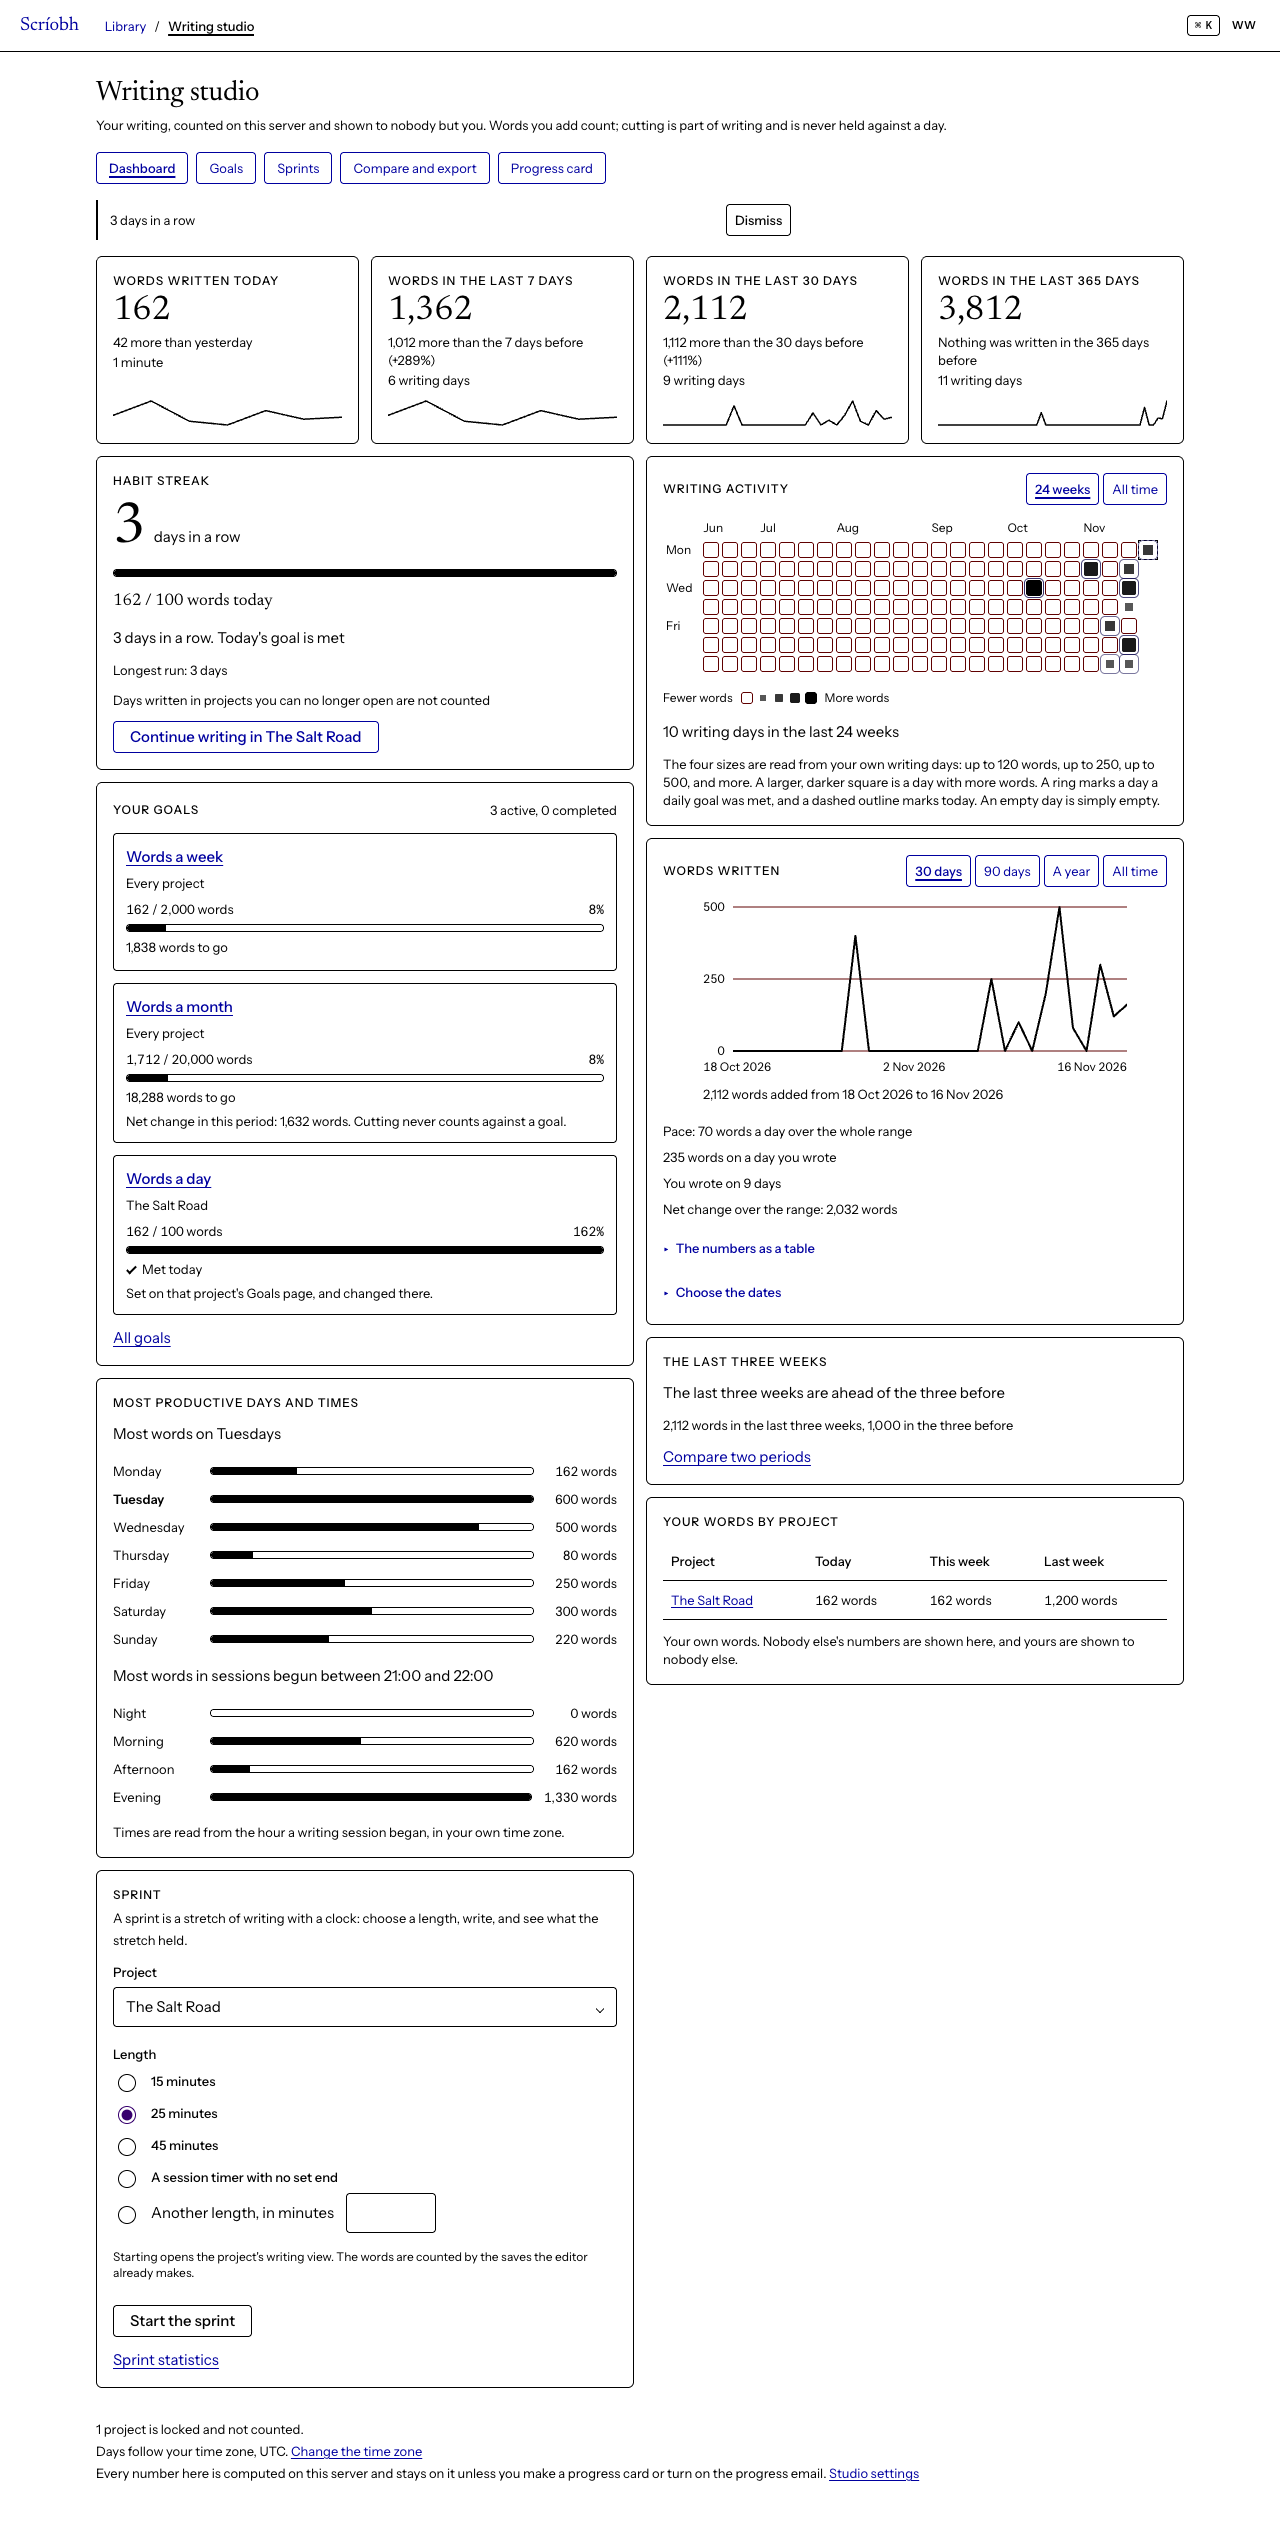 Scríobh
Library / Writing studio
⌘ K
WW
Writing studio
Your writing, counted on this server and shown to nobody but you. Words you add count; cutting is part of writing and is never held against a day.
Dashboard
Goals
Sprints
Compare and export
Progress card
3 days in a row
Dismiss
WORDS WRITTEN TODAY
162
42 more than yesterday
1 minute
WORDS IN THE LAST 7 DAYS
1,362
1,012 more than the 7 days before
(+289%)
6 writing days
WORDS IN THE LAST 30 DAYS
2,112
1,112 more than the 30 days before
(+111%)
9 writing days
WORDS IN THE LAST 365 DAYS
3,812
Nothing was written in the 365 days
before
11 writing days
HABIT STREAK
3 days in a row
162 / 100 words today
3 days in a row. Today's goal is met
Longest run: 3 days
Days written in projects you can no longer open are not counted
Continue writing in The Salt Road
YOUR GOALS
3 active, 0 completed
Words a week
Every project
162 / 2,000 words 8%
1,838 words to go
Words a month
Every project
1,712 / 20,000 words 8%
18,288 words to go
Net change in this period: 1,632 words. Cutting never counts against a goal.
Words a day
The Salt Road
162 / 100 words 162%
Met today
Set on that project's Goals page, and changed there.
All goals
MOST PRODUCTIVE DAYS AND TIMES
Most words on Tuesdays
Monday 162 words
Tuesday 600 words
Wednesday 500 words
Thursday 80 words
Friday 250 words
Saturday 300 words
Sunday 220 words
Most words in sessions begun between 21:00 and 22:00
Night 0 words
Morning 620 words
Afternoon 162 words
Evening 1,330 words
Times are read from the hour a writing session began, in your own time zone.
SPRINT
A sprint is a stretch of writing with a clock: choose a length, write, and see what the
stretch held.
Project
The Salt Road
Length
15 minutes
25 minutes
45 minutes
A session timer with no set end
Another length, in minutes
Starting opens the project's writing view. The words are counted by the saves the editor
already makes.
Start the sprint
Sprint statistics
WRITING ACTIVITY
24 weeks
All time
Jun Jul Aug Sep Oct Nov
Mon
Wed
Fri
Fewer words
More words
10 writing days in the last 24 weeks
The four sizes are read from your own writing days: up to 120 words, up to 250, up to
500, and more. A larger, darker square is a day with more words. A ring marks a day a
daily goal was met, and a dashed outline marks today. An empty day is simply empty.
WORDS WRITTEN
30 days
90 days
A year
All time
500
250
0
18 Oct 2026 2 Nov 2026 16 Nov 2026
2,112 words added from 18 Oct 2026 to 16 Nov 2026
Pace: 70 words a day over the whole range
235 words on a day you wrote
You wrote on 9 days
Net change over the range: 2,032 words
The numbers as a table
Choose the dates
THE LAST THREE WEEKS
The last three weeks are ahead of the three before
2,112 words in the last three weeks, 1,000 in the three before
Compare two periods
YOUR WORDS BY PROJECT
Project Today This week Last week
The Salt Road 162 words 162 words 1,200 words
Your own words. Nobody else's numbers are shown here, and yours are shown to
nobody else.
1 project is locked and not counted.
Days follow your time zone, UTC. Change the time zone
Every number here is computed on this server and stays on it unless you make a progress card or turn on the progress email. Studio settings